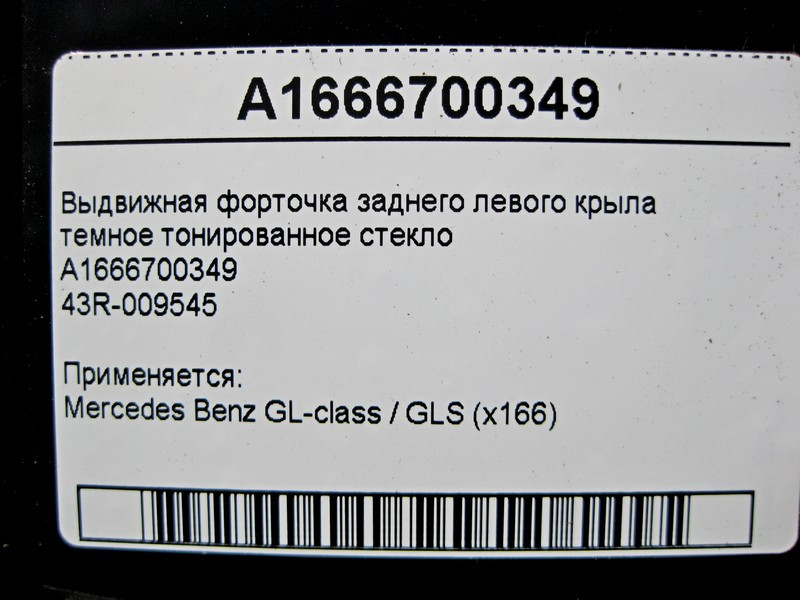 A1666700349
Выдвижная форточка заднего левого крыла
темное тонированное стекло
A1666700349
43R-009545
Применяется:
Mercedes Benz GL-class / GLS (x166)